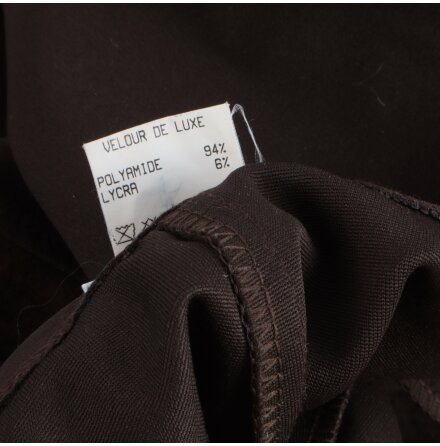 VELOUR DE LUXE
POLYAMIDE 94%
LYCRA 6%